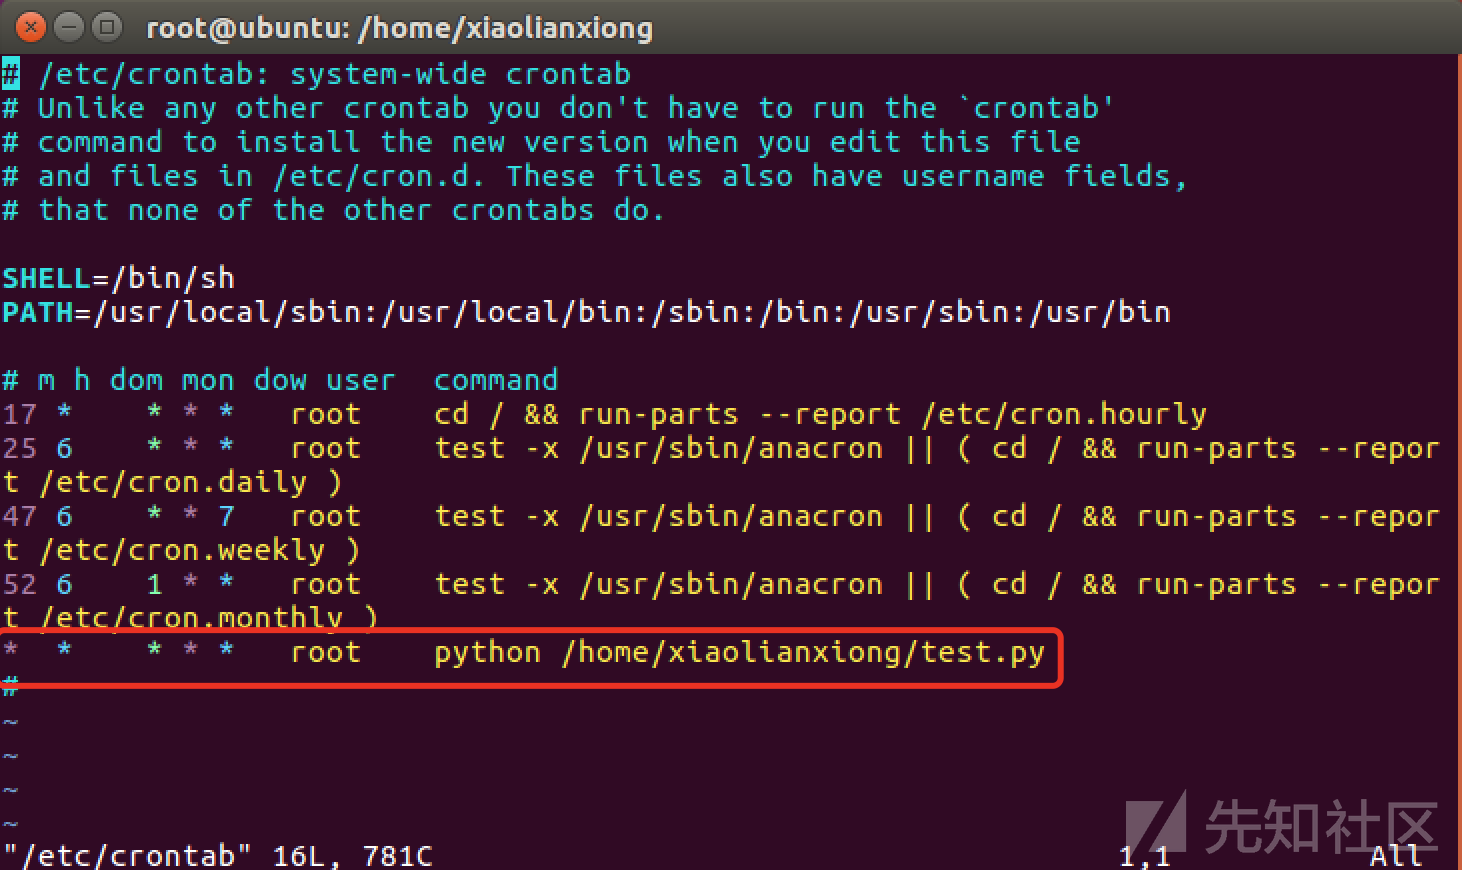 root@ubuntu: /home/xiaolianxiong
# /etc/crontab: system-wide crontab
# Unlike any other crontab you don't have to run the `crontab'
# command to install the new version when you edit this file
# and files in /etc/cron.d. These files also have username fields,
# that none of the other crontabs do.
SHELL=/bin/sh
PATH=/usr/local/sbin:/usr/local/bin:/sbin:/bin:/usr/sbin:/usr/bin
# m h dom mon dow user  command
17 *    * * *   root    cd / && run-parts --report /etc/cron.hourly
25 6    * * *   root    test -x /usr/sbin/anacron || ( cd / && run-parts --repor
t /etc/cron.daily )
47 6    * * 7   root    test -x /usr/sbin/anacron || ( cd / && run-parts --repor
t /etc/cron.weekly )
52 6    1 * *   root    test -x /usr/sbin/anacron || ( cd / && run-parts --repor
t /etc/cron.monthly )
*  *    * * *   root    python /home/xiaolianxiong/test.py
#
~
~
~
~
"/etc/crontab" 16L, 781C 1,1 All
先知社区